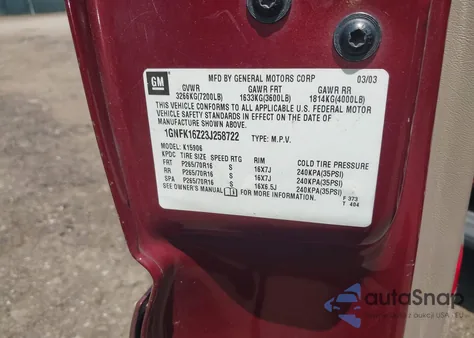 GM
MFD BY GENERAL MOTORS CORP 03/03
GVWR GAWR FRT GAWR RR
3266KG(7200LB) 1633KG(3600LB) 1814KG(4000LB)
THIS VEHICLE CONFORMS TO ALL APPLICABLE U.S. FEDERAL MOTOR
VEHICLE SAFETY STANDARDS IN EFFECT ON THE DATE OF
MANUFACTURE SHOWN ABOVE.
1GNFK16Z23J258722 TYPE: M.P.V.
MODEL: K15906
KPDC TIRE SIZE SPEED RTG RIM COLD TIRE PRESSURE
FRT P265/70R16 S 16X7J 240KPA(35PSI)
RR P265/70R16 S 16X7J 240KPA(35PSI)
SPA P265/70R16 S 16X6.5J 240KPA(35PSI)
SEE OWNER'S MANUAL FOR MORE INFORMATION.
F 373
T 404
autoSnap
aukcji z USA